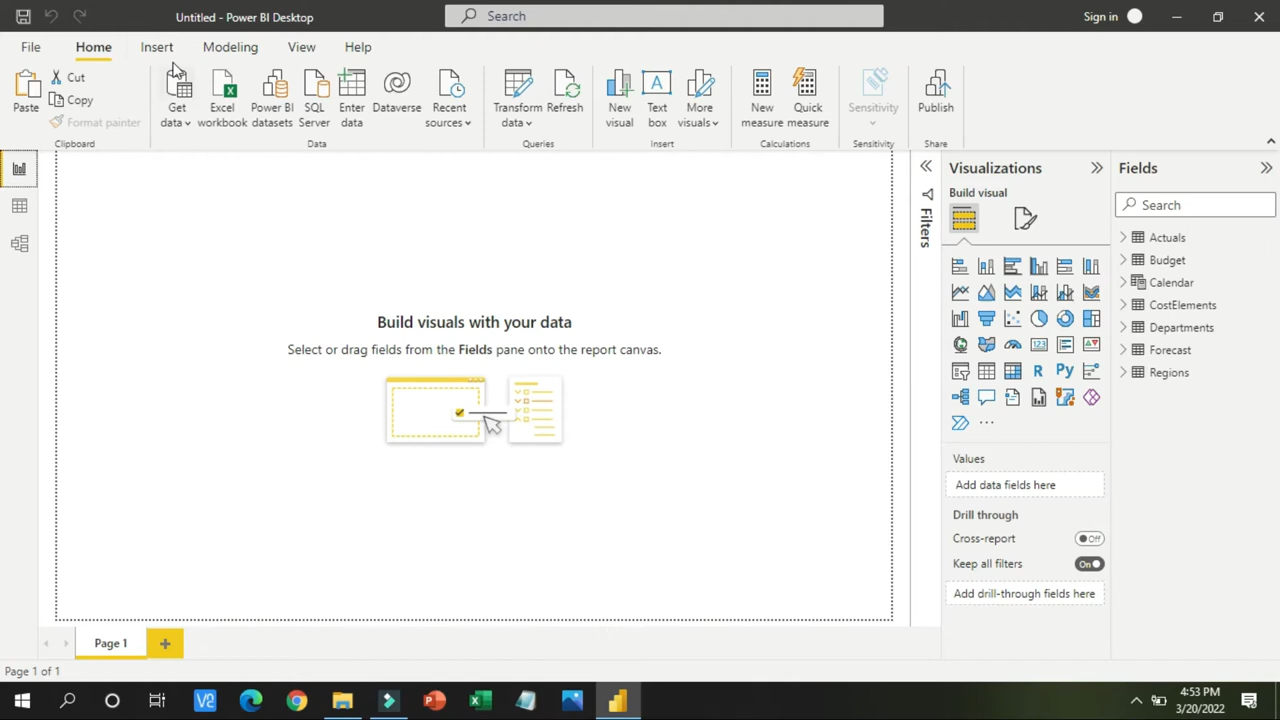 Untitled - Power BI Desktop
Search
Sign in
File
Home
Insert
Modeling
View
Help
Paste
Cut
Copy
Format painter
Clipboard
Get data
Excel workbook
Power BI datasets
SQL Server
Enter data
Dataverse
Recent sources
Data
Transform data
Refresh
Queries
New visual
Text box
More visuals
Insert
New measure
Quick measure
Calculations
Sensitivity
Sensitivity
Publish
Share
Build visuals with your data
Select or drag fields from the Fields pane onto the report canvas.
Filters
Visualizations
Build visual
R
Py
123
Values
Add data fields here
Drill through
Cross-report
Off
Keep all filters
On
Add drill-through fields here
Fields
Search
Actuals
Budget
Calendar
CostElements
Departments
Forecast
Regions
Page 1
Page 1 of 1
4:53 PM
3/20/2022